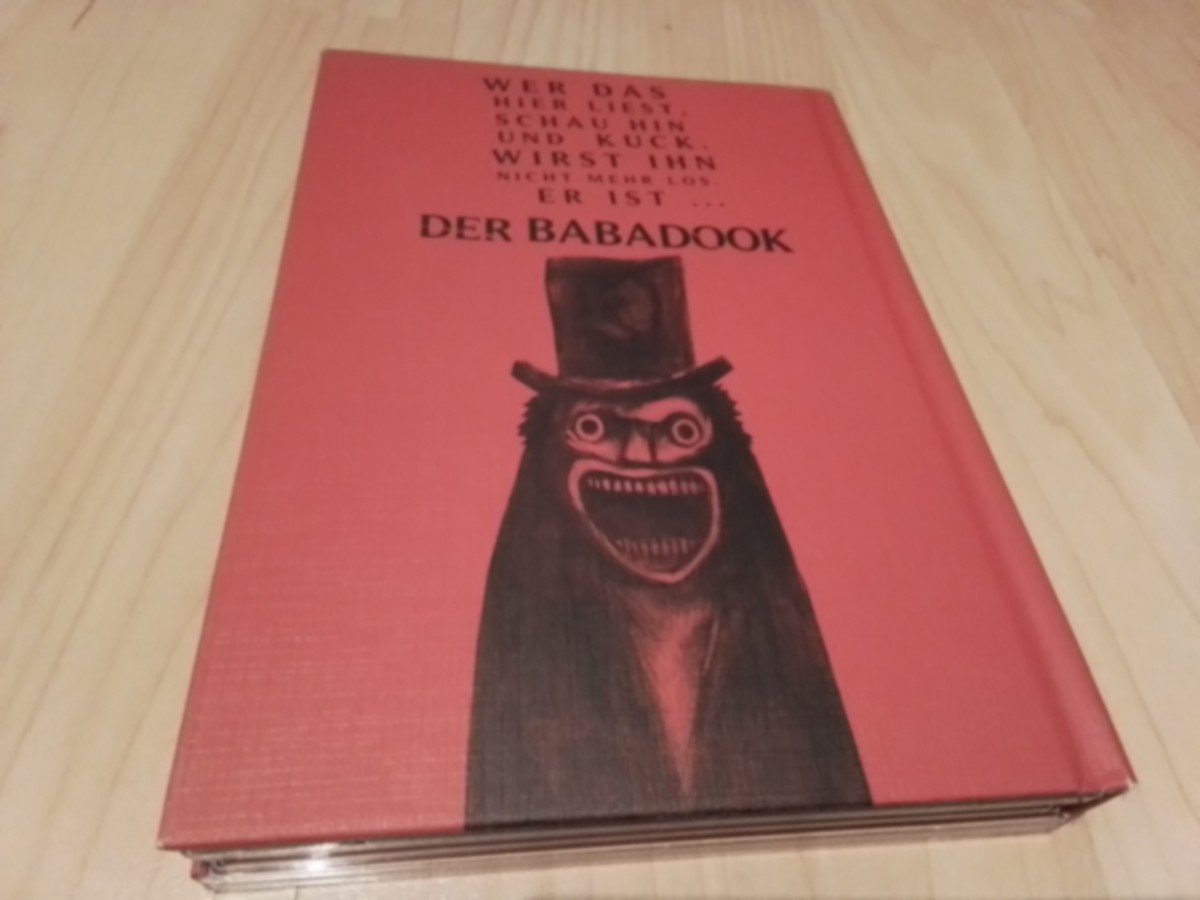 WER DAS
HIER LIEST,
SCHAU HIN
UND KUCK.
WIRST IHN
NICHT MEHR LOS.
ER IST ...
DER BABADOOK